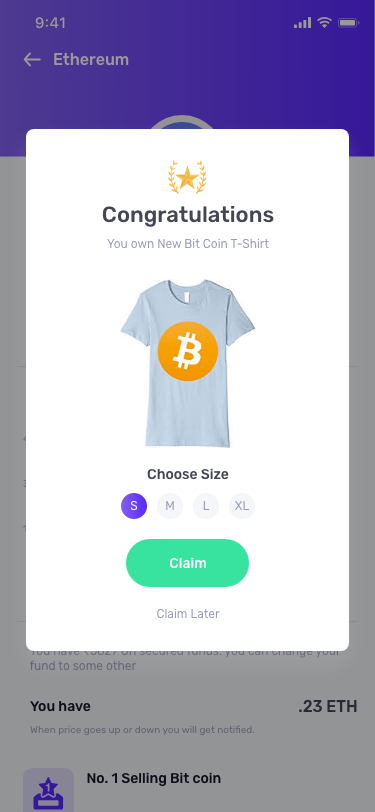 9:41
Ethereum
Congratulations
You own New Bit Coin T-Shirt
Choose Size
S M L XL
Claim
Claim Later
You have ₹3027 on secured funds. you can change your
fund to some other
You have .23 ETH
When price goes up or down you will get notified.
No. 1 Selling Bit coin
1